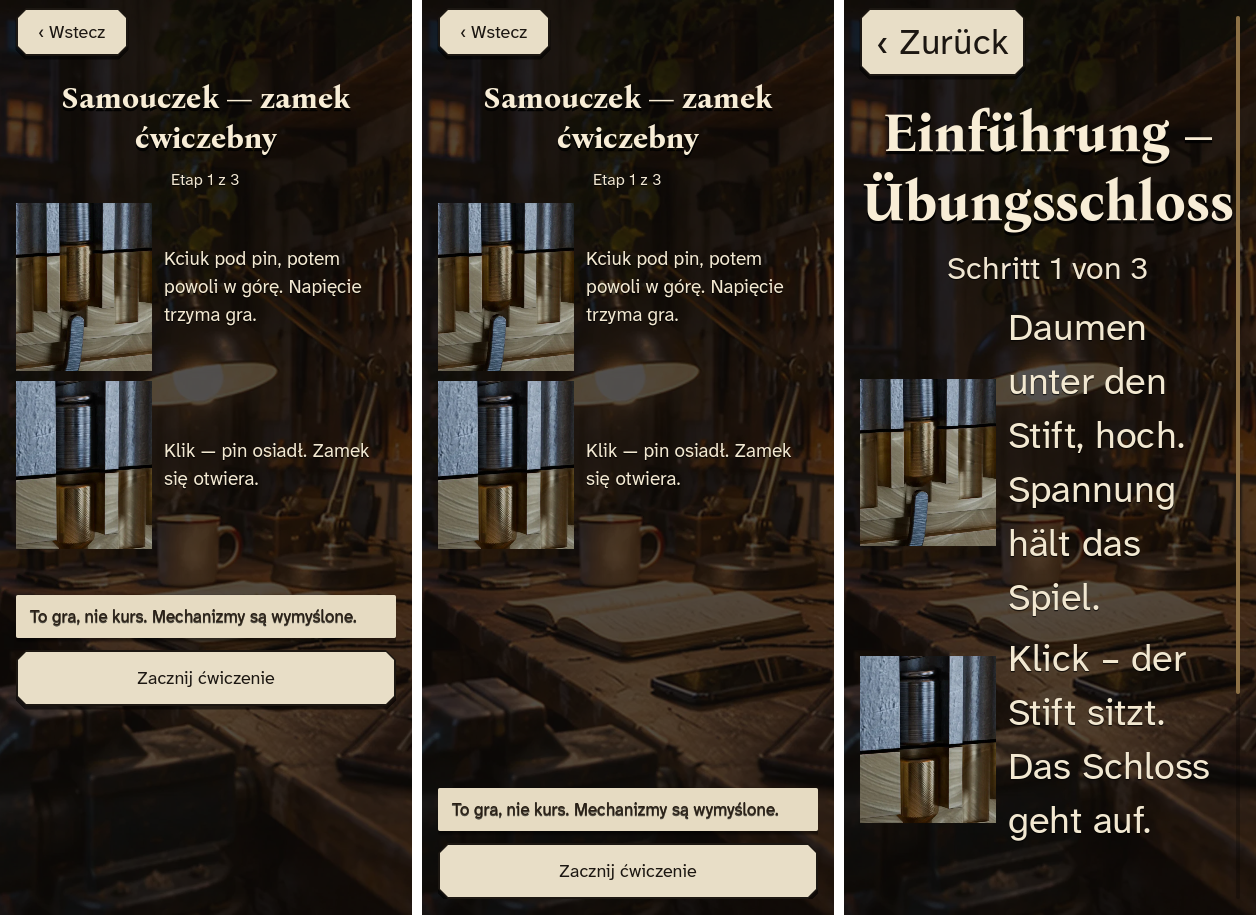 ‹ Wstecz
Samouczek — zamek
ćwiczebny
Etap 1 z 3
Kciuk pod pin, potem
powoli w górę. Napięcie
trzyma gra.
Klik — pin osiadł. Zamek
się otwiera.
To gra, nie kurs. Mechanizmy są wymyślone.
Zacznij ćwiczenie
‹ Wstecz
Samouczek — zamek
ćwiczebny
Etap 1 z 3
Kciuk pod pin, potem
powoli w górę. Napięcie
trzyma gra.
Klik — pin osiadł. Zamek
się otwiera.
To gra, nie kurs. Mechanizmy są wymyślone.
Zacznij ćwiczenie
‹ Zurück
Einführung –
Übungsschloss
Schritt 1 von 3
Daumen
unter den
Stift, hoch.
Spannung
hält das
Spiel.
Klick – der
Stift sitzt.
Das Schloss
geht auf.